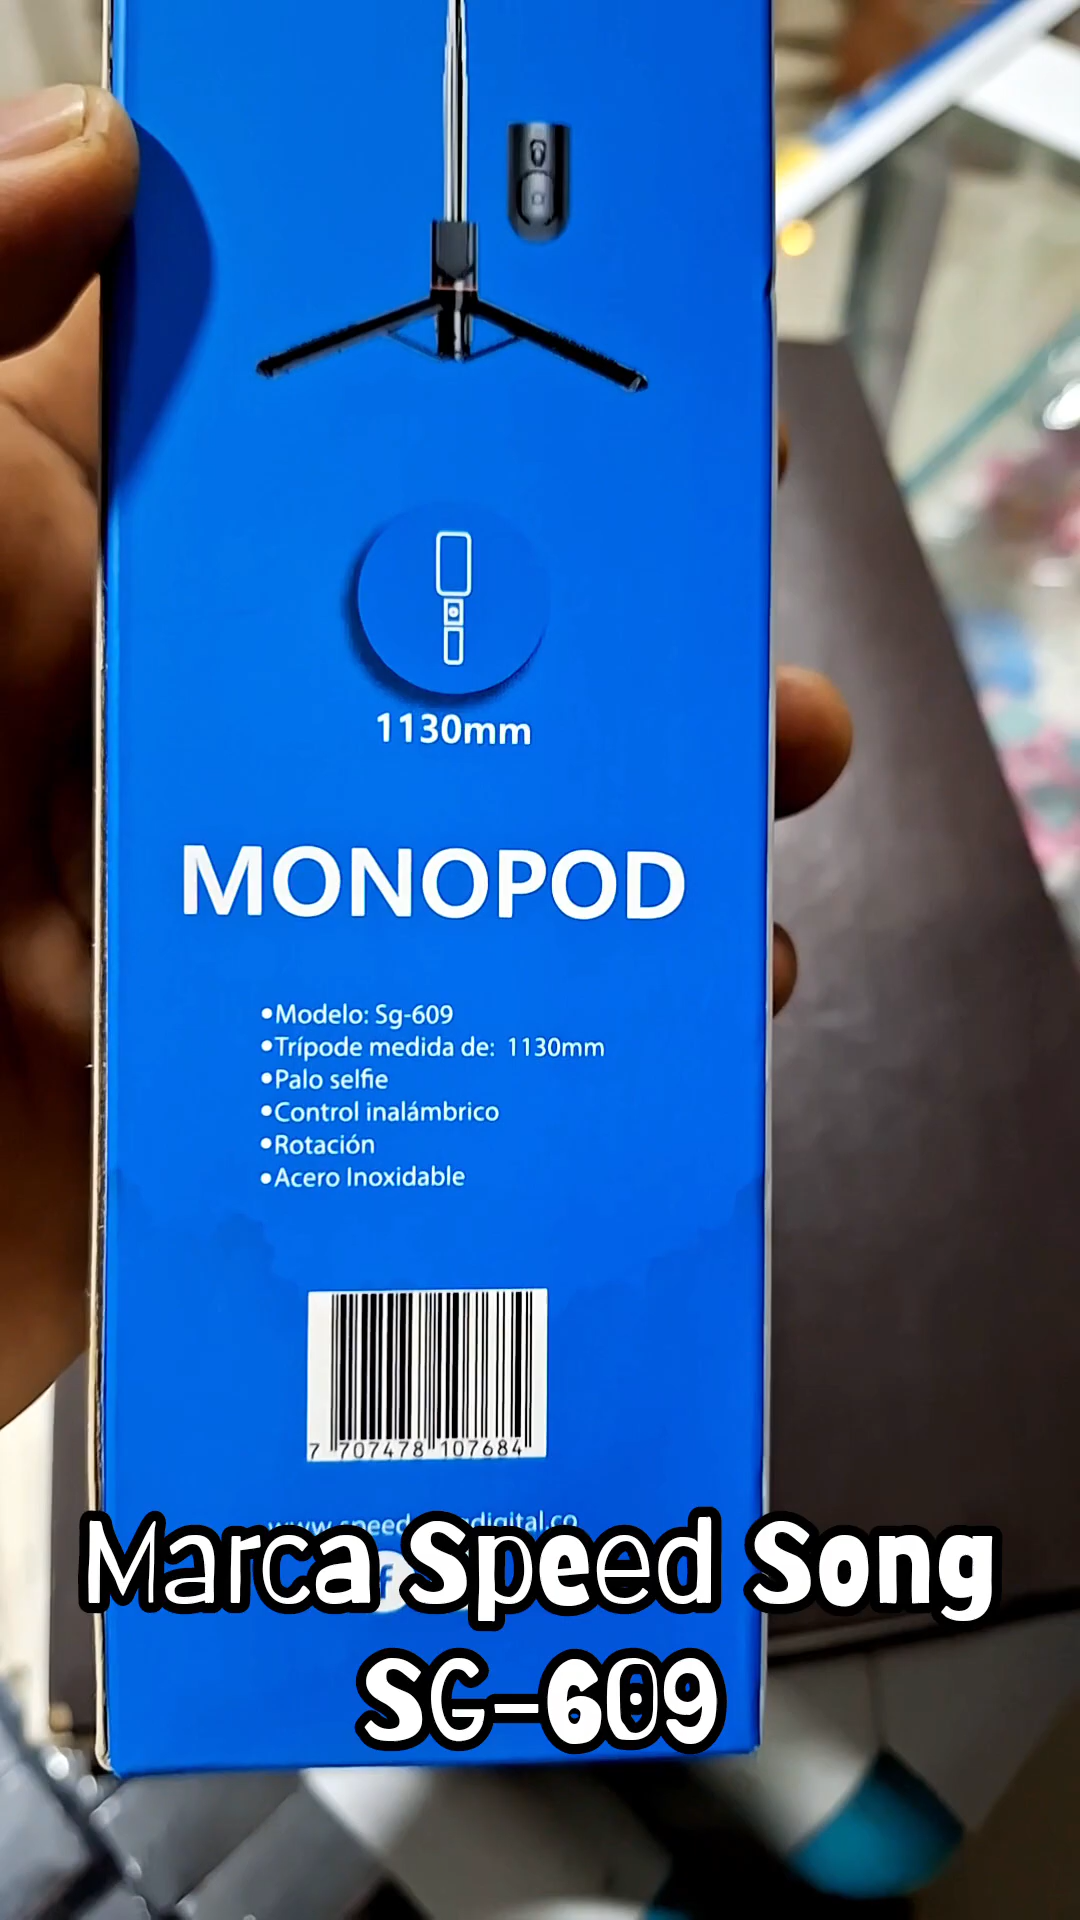 1130mm
MONOPOD
•Modelo: Sg-609
•Trípode medida de: 1130mm
•Palo selfie
•Control inalámbrico
•Rotación
•Acero Inoxidable
7 707478 107684
Marca Speed Song
SG-609